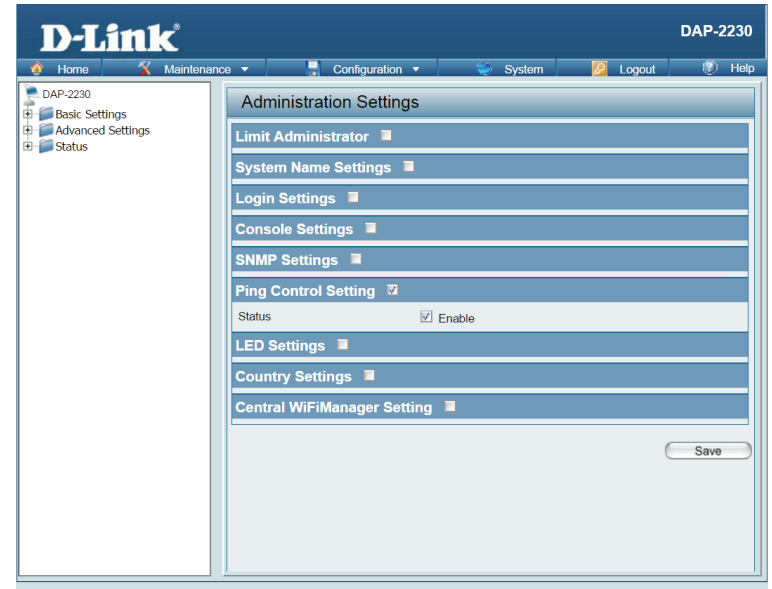 D-Link®
DAP-2230
Home Maintenance Configuration System Logout Help
DAP-2230
Basic Settings
Advanced Settings
Status
Administration Settings
Limit Administrator
System Name Settings
Login Settings
Console Settings
SNMP Settings
Ping Control Setting
Status Enable
LED Settings
Country Settings
Central WiFiManager Setting
Save